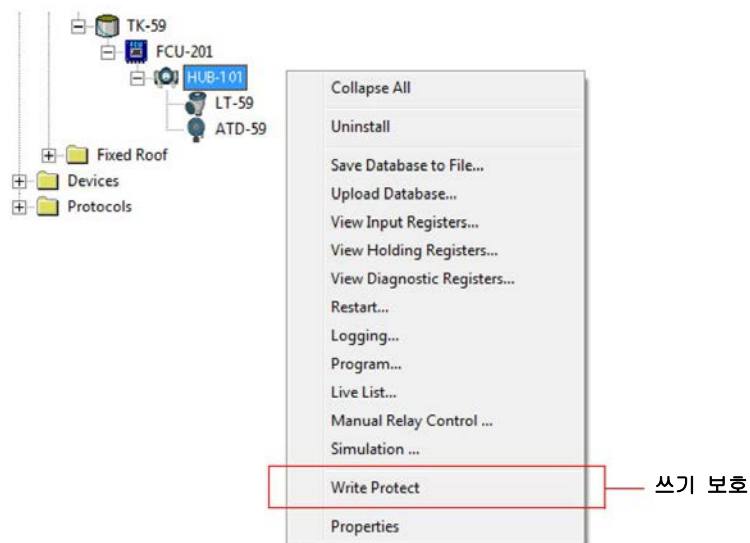 TK-59
FCU
FCU-201
HUB-101
LT-59
ATD-59
Fixed Roof
Devices
Protocols
Collapse All
Uninstall
Save Database to File...
Upload Database...
View Input Registers...
View Holding Registers...
View Diagnostic Registers...
Restart...
Logging...
Program...
Live List...
Manual Relay Control ...
Simulation ...
Write Protect
쓰기 보호
Properties